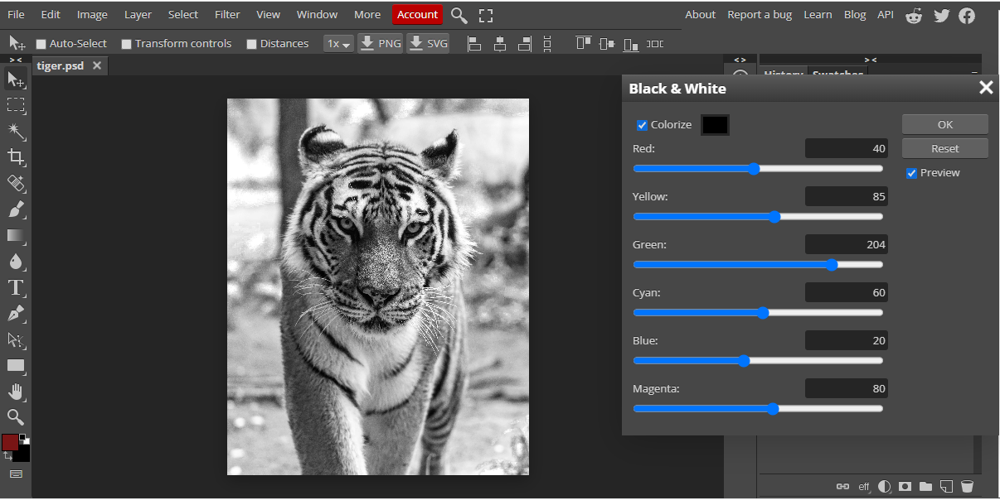 File Edit Image Layer Select Filter View Window More Account About Report a bug Learn Blog API
Auto-Select Transform controls Distances 1x PNG SVG
> < < > > <
tiger.psd
History Swatches
Black & White
Colorize OK
Red: 40 Reset
Preview
Yellow: 85
Green: 204
Cyan: 60
Blue: 20
Magenta: 80
T
eff